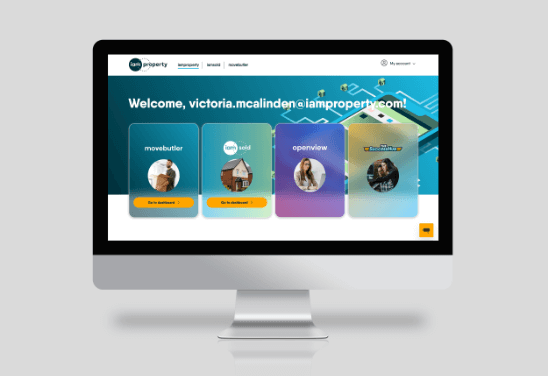 iam property
iamproperty iamsold movebutler
My account
Welcome, victoria.mcalinden@iamproperty.com!
movebutler
iam sold
openview
Go to dashboard
Go to dashboard